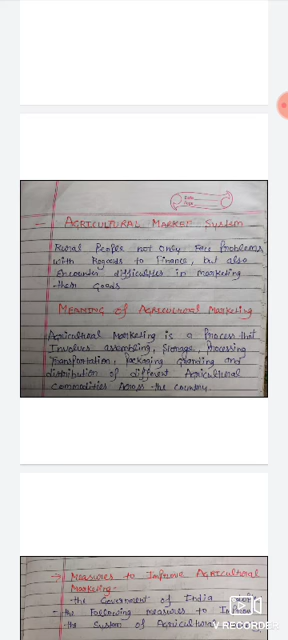 — AGRICULTURAL MARKET SYSTEM
Rural People not only face Problems
with Regards to Finance, but also
encounter difficulties in marketing
their Goods
MEANING of AGRICULTURAL MARKETING
Agricultural Marketing is a Process that
Involves assembling, storage, Processing
transportation, packaging, Grading and
distribution of different Agricultural
Commodities Across the country.
→ MEASURES to Improve AGRICULTURAL
Marketing-
- the Government of India
the following measures to Improve
the System of Agricultural
V RECORDER